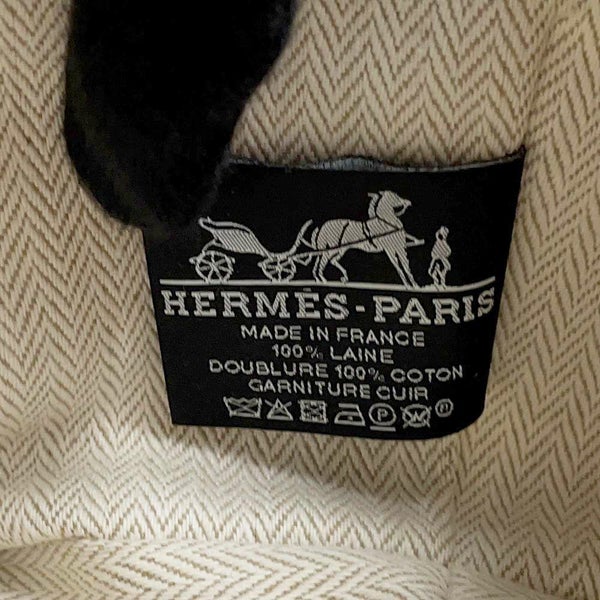 HERMÈS-PARIS
MADE IN FRANCE
100% LAINE
DOUBLURE 100% COTON
GARNITURE CUIR
P P